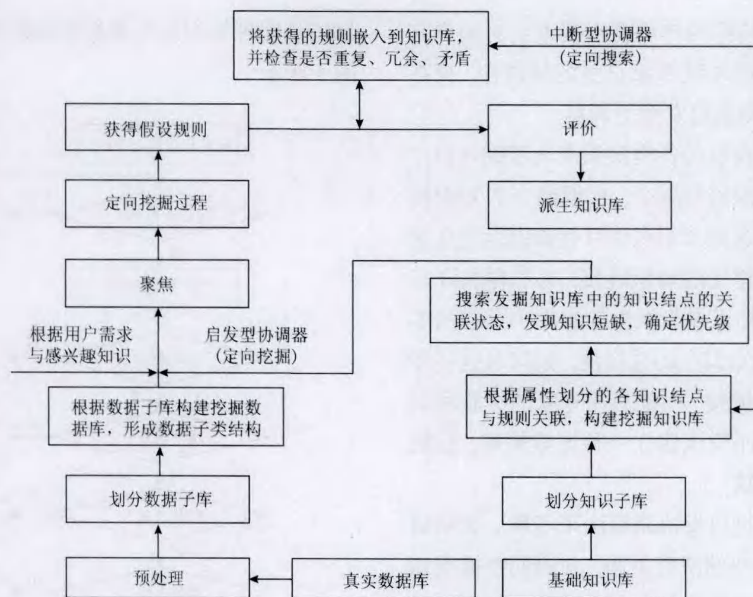 将获得的规则嵌入到知识库，
并检查是否重复、冗余、矛盾
中断型协调器
(定向搜索)
获得假设规则
评价
定向挖掘过程
派生知识库
聚焦
搜索发掘知识库中的知识结点的关
联状态，发现知识短缺，确定优先级
根据用户需求
与感兴趣知识
启发型协调器
(定向挖掘)
根据数据子库构建挖掘数
据库，形成数据子类结构
根据属性划分的各知识结点
与规则关联，构建挖掘知识库
划分数据子库
划分知识子库
预处理
真实数据库
基础知识库